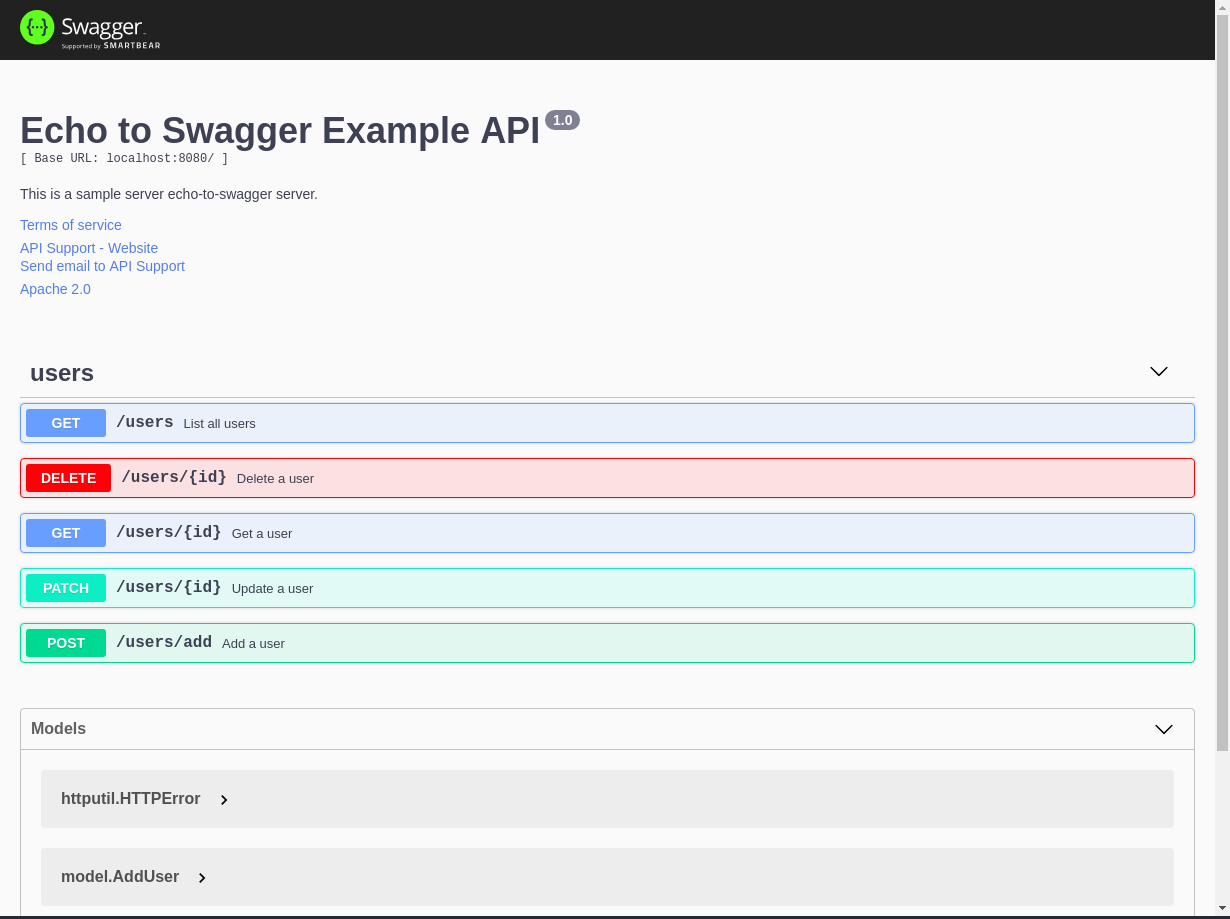 {···} Swagger
Supported by SMARTBEAR
Echo to Swagger Example API 1.0
[ Base URL: localhost:8080/ ]
This is a sample server echo-to-swagger server.
Terms of service
API Support - Website
Send email to API Support
Apache 2.0
users
GET /users List all users
DELETE /users/{id} Delete a user
GET /users/{id} Get a user
PATCH /users/{id} Update a user
POST /users/add Add a user
Models
httputil.HTTPError
model.AddUser